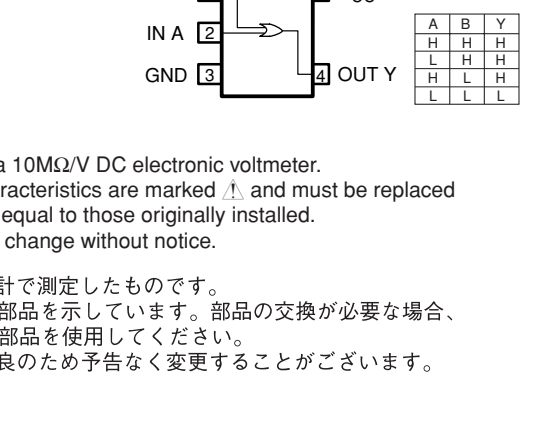 IN A 2
GND 3
4 OUT Y
A B Y
H H H
L H H
H L H
L L L
a 10MΩ/V DC electronic voltmeter.
racteristics are marked ⚠ and must be replaced
equal to those originally installed.
change without notice.
計で測定したものです。
部品を示しています。部品の交換が必要な場合、
部品を使用してください。
良のため予告なく変更することがございます。